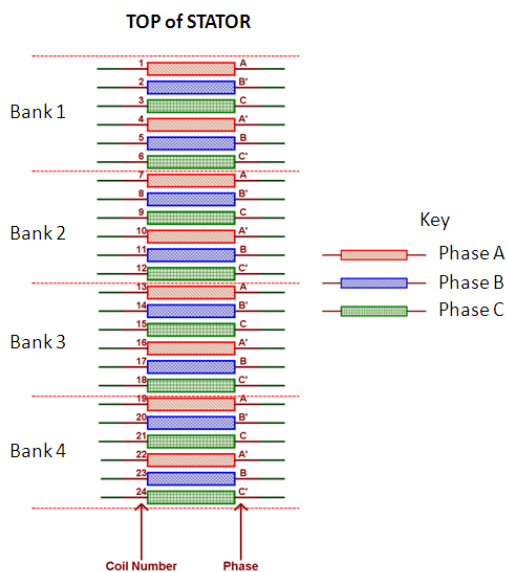 TOP of STATOR
Bank 1
1 A
2 B'
3 C
4 A'
5 B
6 C'
Bank 2
7 A
8 B'
9 C
10 A'
11 B
12 C'
Bank 3
13 A
14 B'
15 C
16 A'
17 B
18 C'
Bank 4
19 A
20 B'
21 C
22 A'
23 B
24 C'
Coil Number Phase
Key
Phase A
Phase B
Phase C